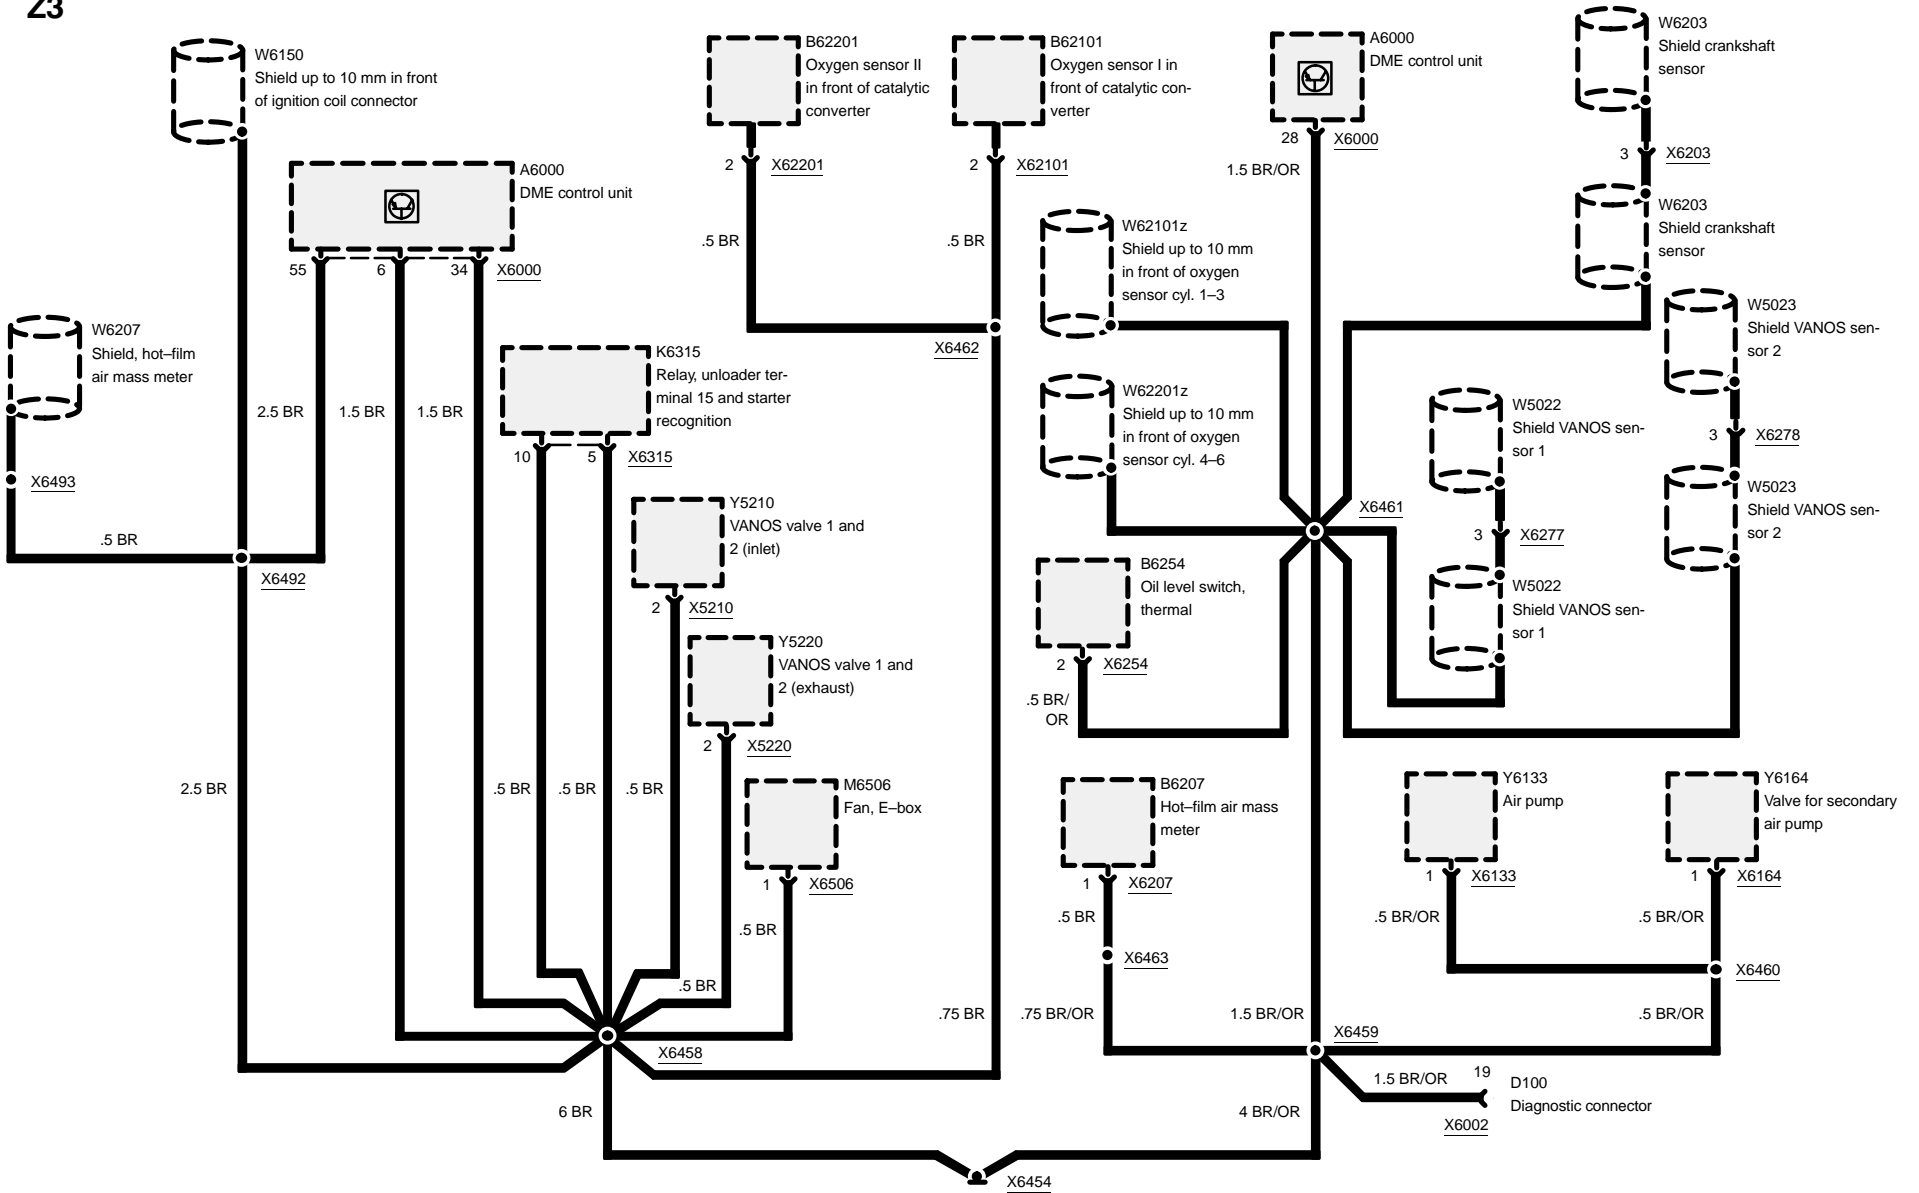 Z3
W6150
Shield up to 10 mm in front
of ignition coil connector
A6000
DME control unit
55
6
34
X6000
W6207
Shield, hot–film
air mass meter
2.5 BR
1.5 BR
1.5 BR
X6493
.5 BR
X6492
K6315
Relay, unloader ter-
minal 15 and starter
recognition
10
5
X6315
Y5210
VANOS valve 1 and
2 (inlet)
2
X5210
Y5220
VANOS valve 1 and
2 (exhaust)
2
X5220
2.5 BR
.5 BR
.5 BR
.5 BR
M6506
Fan, E–box
1
X6506
.5 BR
.5 BR
X6458
6 BR
B62201
Oxygen sensor II
in front of catalytic
converter
2
X62201
.5 BR
B62101
Oxygen sensor I in
front of catalytic con-
verter
2
X62101
.5 BR
X6462
.75 BR
A6000
DME control unit
28
X6000
1.5 BR/OR
W62101z
Shield up to 10 mm
in front of oxygen
sensor cyl. 1–3
W62201z
Shield up to 10 mm
in front of oxygen
sensor cyl. 4–6
X6461
B6254
Oil level switch,
thermal
2
X6254
.5 BR/
OR
W6203
Shield crankshaft
sensor
3
X6203
W6203
Shield crankshaft
sensor
W5023
Shield VANOS sen-
sor 2
3
X6278
W5023
Shield VANOS sen-
sor 2
W5022
Shield VANOS sen-
sor 1
3
X6277
W5022
Shield VANOS sen-
sor 1
B6207
Hot–film air mass
meter
1
X6207
.5 BR
X6463
.75 BR/OR
1.5 BR/OR
Y6133
Air pump
1
X6133
.5 BR/OR
Y6164
Valve for secondary
air pump
1
X6164
.5 BR/OR
X6460
.5 BR/OR
X6459
1.5 BR/OR
19
D100
Diagnostic connector
X6002
4 BR/OR
X6454